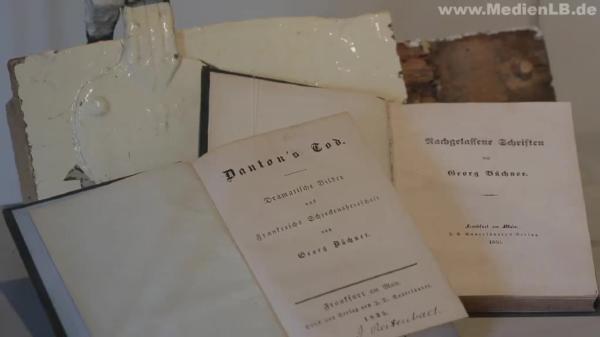 www.MedienLB.de
Danton's Tod.
Dramatische Bilder
aus
Frankreichs Schreckensherrschaft
von
Georg Büchner.
Frankfurt am Main.
Druck und Verlag von J. D. Sauerländer.
1835.
Nachgelassene Schriften
von
Georg Büchner.
Frankfurt am Main.
J. D. Sauerländer's Verlag